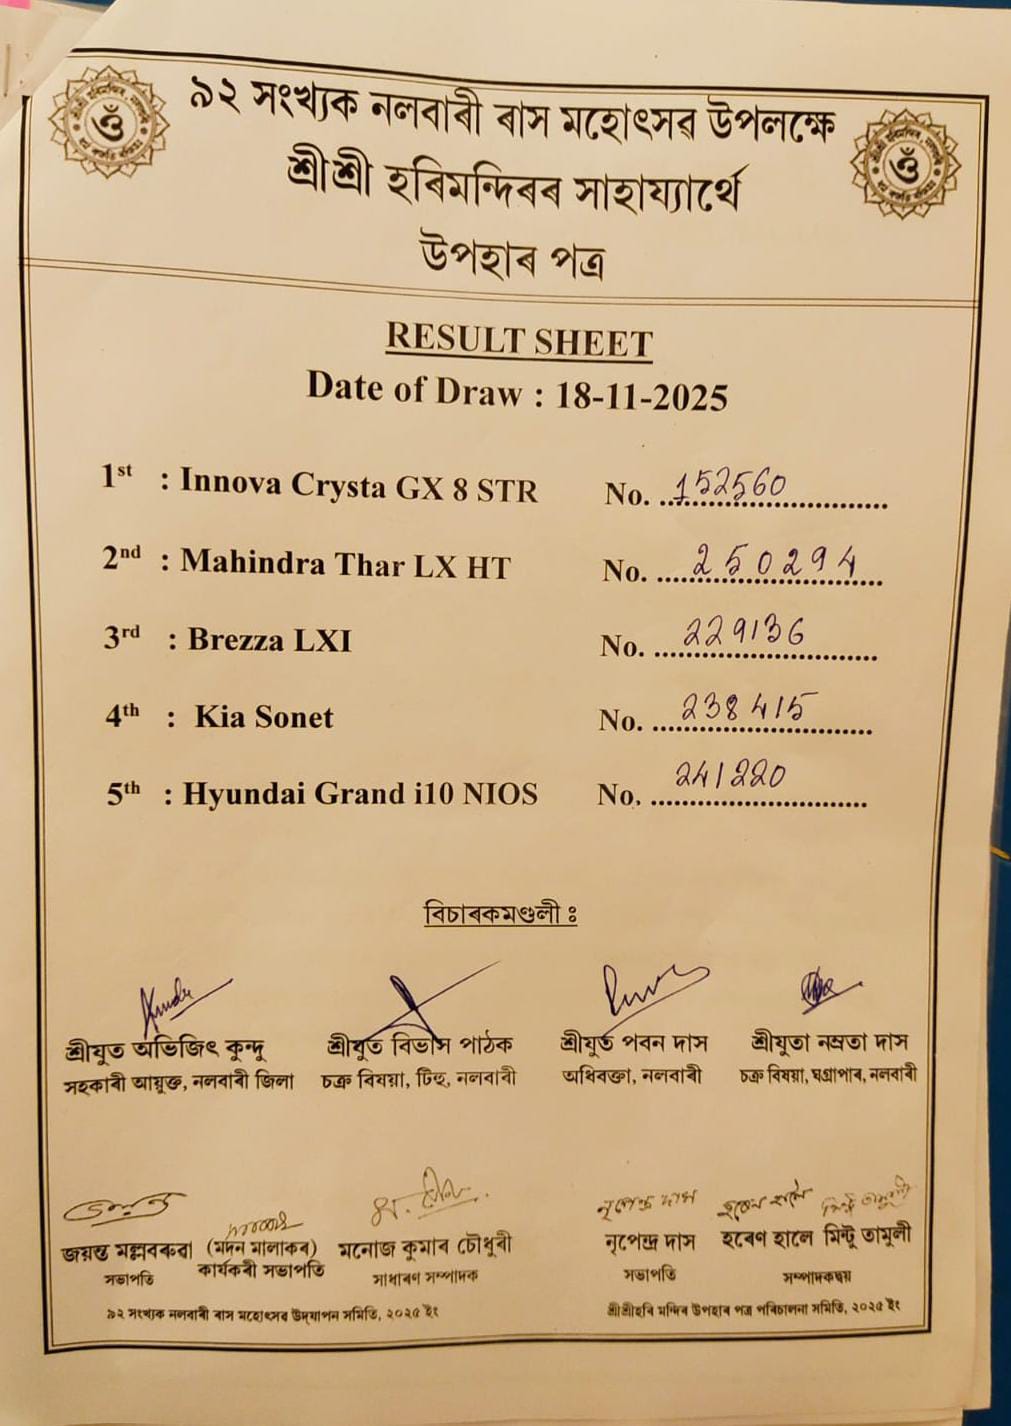 ৯২ সংখ্যক নলবাৰী ৰাস মহোৎসৱ উপলক্ষে
শ্ৰীশ্ৰী হৰিমন্দিৰৰ সাহায্যাৰ্থে
উপহাৰ পত্ৰ
RESULT SHEET
Date of Draw : 18-11-2025
1st : Innova Crysta GX 8 STR No. 152560
2nd : Mahindra Thar LX HT No. 250294
3rd : Brezza LXI No. 229136
4th : Kia Sonet No. 238415
5th : Hyundai Grand i10 NIOS No. 241220
বিচাৰকমণ্ডলী ঃ
শ্ৰীযুত অভিজিৎ কুন্দু শ্ৰীযুত বিভাস পাঠক শ্ৰীযুত পবন দাস শ্ৰীযুতা নম্ৰতা দাস
সহকাৰী আয়ুক্ত, নলবাৰী জিলা চক্ৰ বিষয়া, টিহু, নলবাৰী অধিবক্তা, নলবাৰী চক্ৰ বিষয়া, ঘগ্ৰাপাৰ, নলবাৰী
নৃপেন্দ্ৰ দাস হৰেণ হালৈ মিন্টু তামুলী
জয়ন্ত মল্লবৰুৱা (মদন মালাকৰ) মনোজ কুমাৰ চৌধুৰী নৃপেন্দ্ৰ দাস হৰেণ হালৈ মিন্টু তামুলী
সভাপতি কাৰ্যকৰী সভাপতি সাধাৰণ সম্পাদক সভাপতি সম্পাদকদ্বয়
৯২ সংখ্যক নলবাৰী ৰাস মহোৎসৱ উদযাপন সমিতি, ২০২৫ ইং শ্ৰীশ্ৰীহৰি মন্দিৰ উপহাৰ পত্ৰ পৰিচালনা সমিতি, ২০২৫ ইং